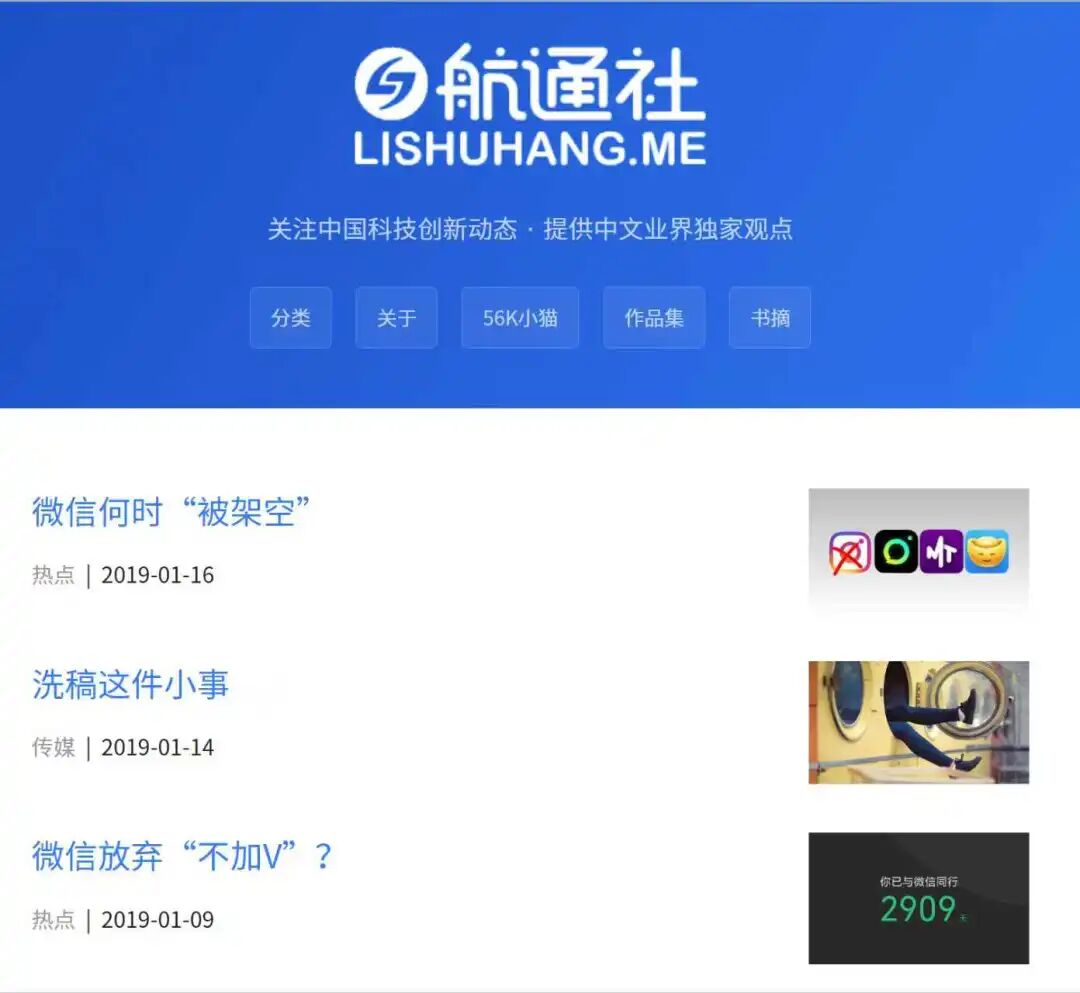 航通社
LISHUHANG.ME
关注中国科技创新动态 · 提供中文业界独家观点
分类 关于 56K小猫 作品集 书摘
微信何时“被架空”
热点 | 2019-01-16
MT
洗稿这件小事
传媒 | 2019-01-14
微信放弃“不加V”？
热点 | 2019-01-09
你已与微信同行
2909 天